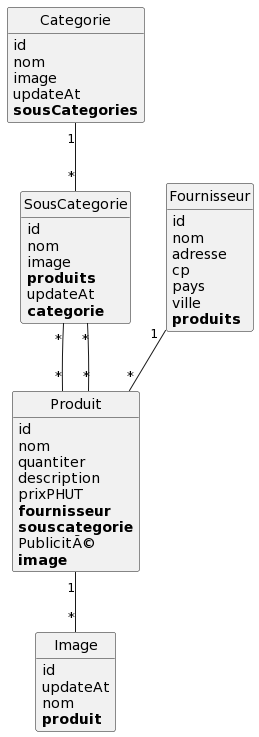 Categorie
id
nom
image
updateAt
sousCategories
1
*
SousCategorie
id
nom
image
produits
updateAt
categorie
Fournisseur
id
nom
adresse
cp
pays
ville
produits
* *
1
* * *
Produit
id
nom
quantiter
description
prixPHUT
fournisseur
souscategorie
PublicitÃ©
image
1
*
Image
id
updateAt
nom
produit